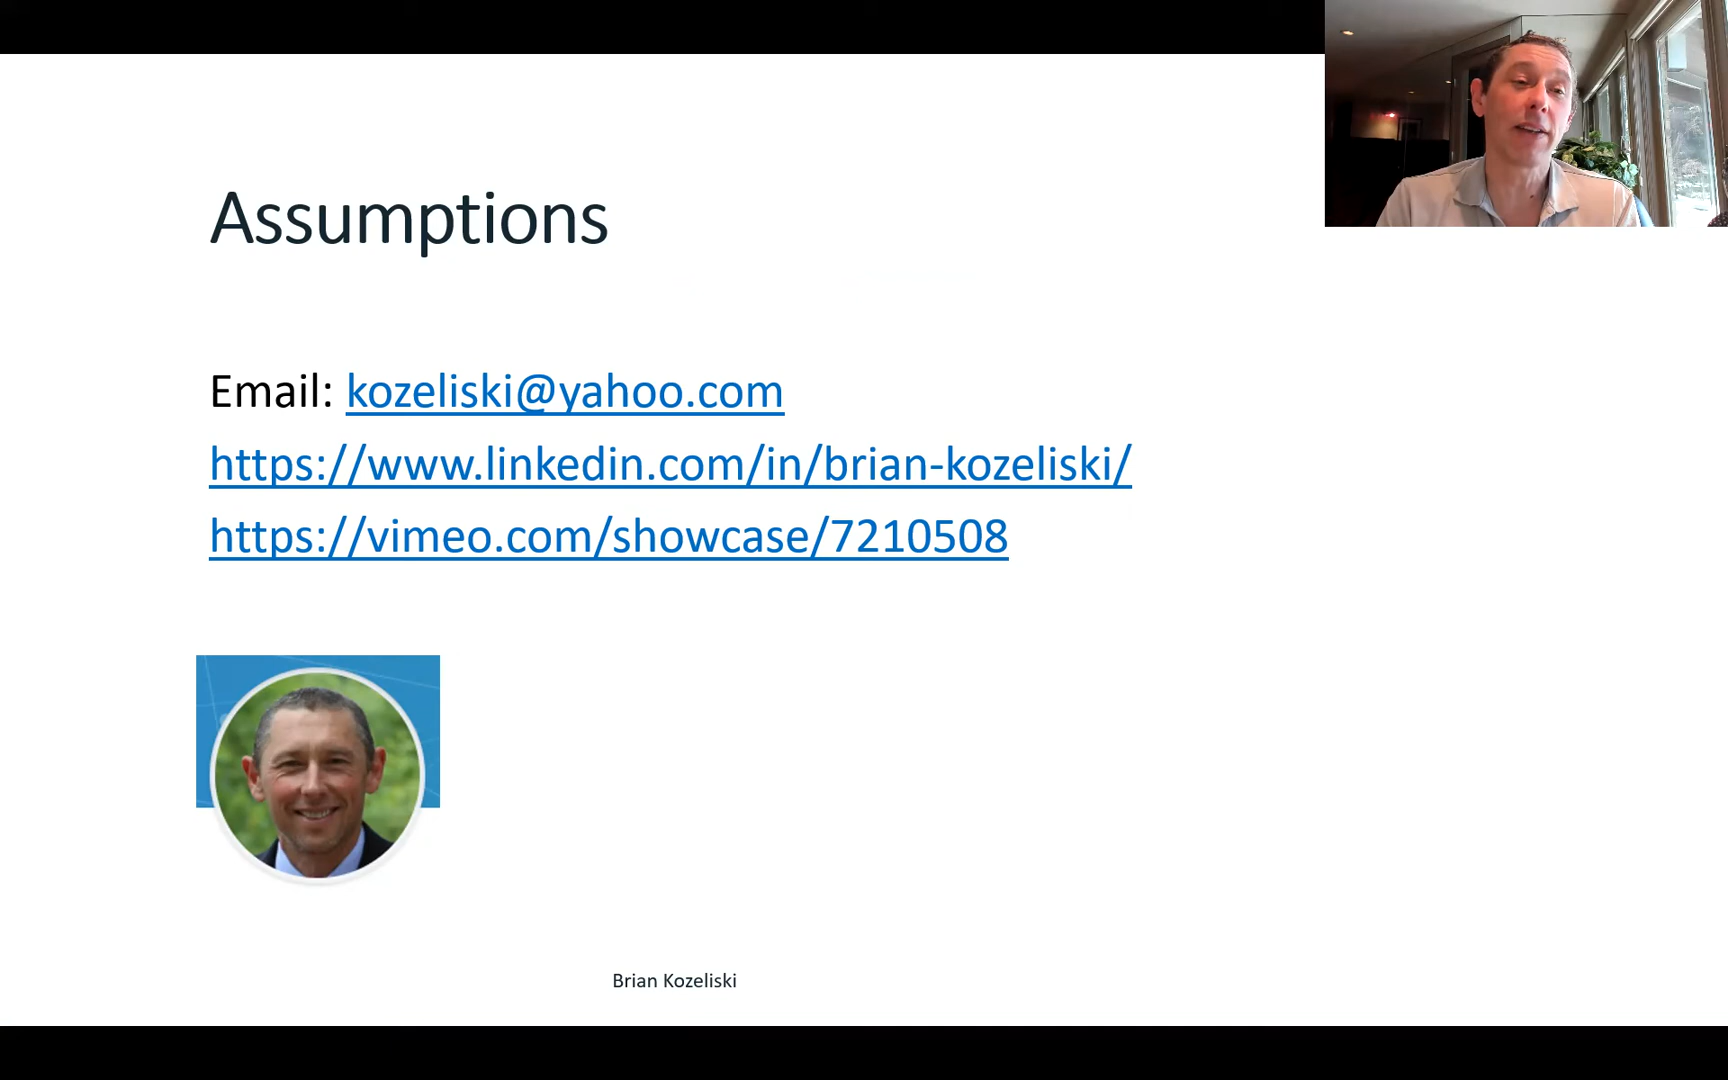 Assumptions
Email: kozeliski@yahoo.com
https://www.linkedin.com/in/brian-kozeliski/
https://vimeo.com/showcase/7210508
Brian Kozeliski